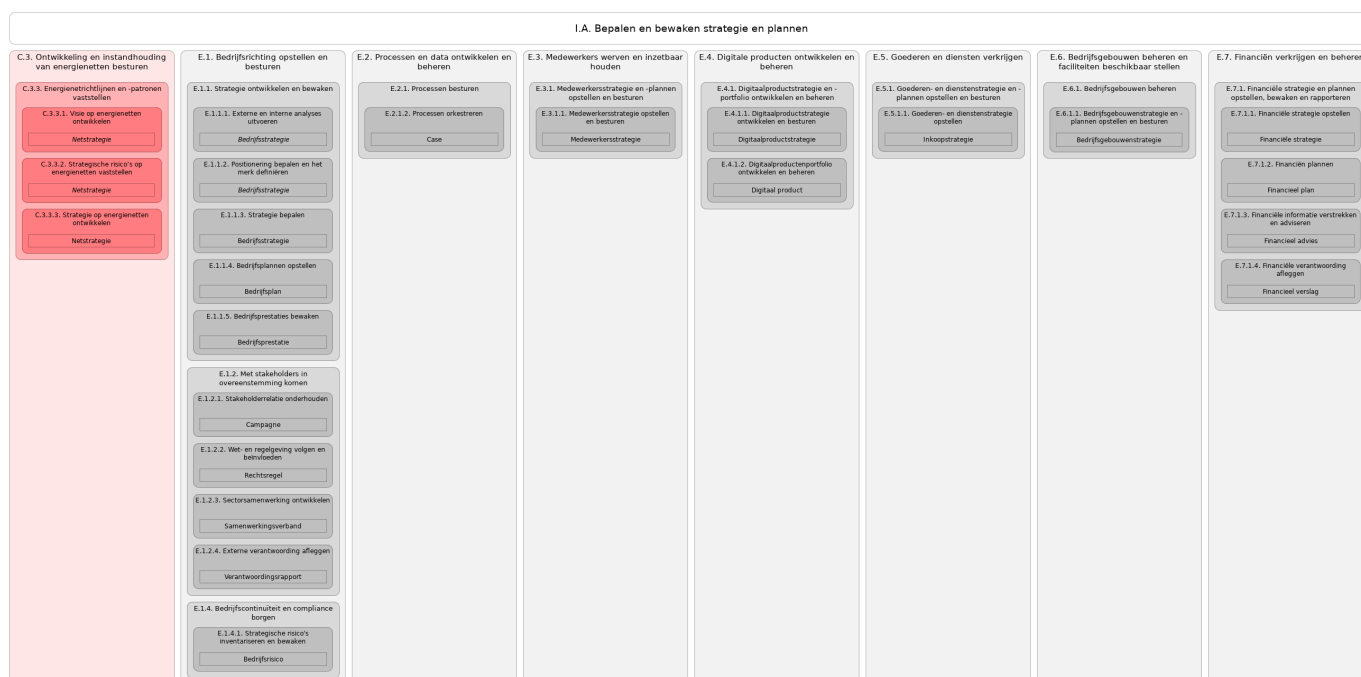 I.A. Bepalen en bewaken strategie en plannen
C.3. Ontwikkeling en instandhouding
van energienetten besturen
C.3.3. Energienetrichtlijnen en -patronen
vaststellen
C.3.3.1. Visie op energienetten
ontwikkelen
Netstrategie
C.3.3.2. Strategische risico's op
energienetten vaststellen
Netstrategie
C.3.3.3. Strategie op energienetten
ontwikkelen
Netstrategie
E.1. Bedrijfsrichting opstellen en
besturen
E.1.1. Strategie ontwikkelen en bewaken
E.1.1.1. Externe en interne analyses
uitvoeren
Bedrijfsstrategie
E.1.1.2. Positionering bepalen en het
merk definiëren
Bedrijfsstrategie
E.1.1.3. Strategie bepalen
Bedrijfsstrategie
E.1.1.4. Bedrijfsplannen opstellen
Bedrijfsplan
E.1.1.5. Bedrijfsprestaties bewaken
Bedrijfsprestatie
E.1.2. Met stakeholders in
overeenstemming komen
E.1.2.1. Stakeholderrelatie onderhouden
Campagne
E.1.2.2. Wet- en regelgeving volgen en
beïnvloeden
Rechtsregel
E.1.2.3. Sectorsamenwerking ontwikkelen
Samenwerkingsverband
E.1.2.4. Externe verantwoording afleggen
Verantwoordingsrapport
E.1.4. Bedrijfscontinuïteit en compliance
borgen
E.1.4.1. Strategische risico's
inventariseren en bewaken
Bedrijfsrisico
E.2. Processen en data ontwikkelen en
beheren
E.2.1. Processen besturen
E.2.1.2. Processen orkestreren
Case
E.3. Medewerkers werven en inzetbaar
houden
E.3.1. Medewerkersstrategie en -plannen
opstellen en besturen
E.3.1.1. Medewerkersstrategie opstellen
en besturen
Medewerkersstrategie
E.4. Digitale producten ontwikkelen en
beheren
E.4.1. Digitaalproductstrategie en -
portfolio ontwikkelen en beheren
E.4.1.1. Digitaalproductstrategie
ontwikkelen en besturen
Digitaalproductstrategie
E.4.1.2. Digitaalproductenportfolio
ontwikkelen en beheren
Digitaal product
E.5. Goederen en diensten verkrijgen
E.5.1. Goederen- en dienstenstrategie en -
plannen opstellen en besturen
E.5.1.1. Goederen- en dienstenstrategie
opstellen
Inkoopstrategie
E.6. Bedrijfsgebouwen beheren en
faciliteiten beschikbaar stellen
E.6.1. Bedrijfsgebouwen beheren
E.6.1.1. Bedrijfsgebouwenstrategie en -
plannen opstellen en besturen
Bedrijfsgebouwenstrategie
E.7. Financiën verkrijgen en beheren
E.7.1. Financiële strategie en plannen
opstellen, bewaken en rapporteren
E.7.1.1. Financiële strategie opstellen
Financiële strategie
E.7.1.2. Financiën plannen
Financieel plan
E.7.1.3. Financiële informatie verstrekken
en adviseren
Financieel advies
E.7.1.4. Financiële verantwoording
afleggen
Financieel verslag